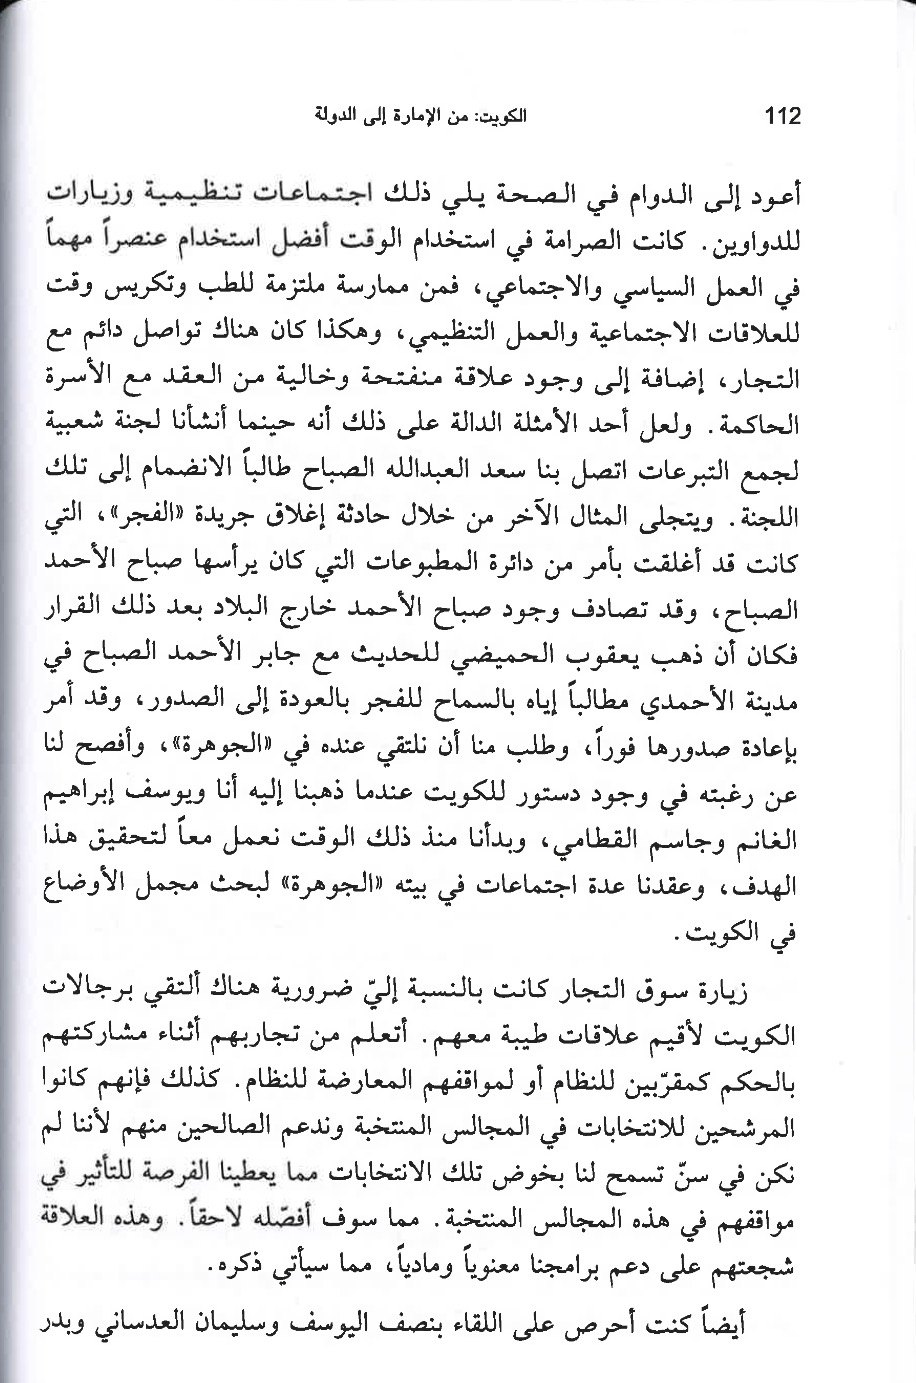 112
الكويت: من الإمارة إلى الدولة
أعود إلى الدوام في الصحة يلي ذلك اجتماعات تنظيمية وزيارات
للدواوين. كانت الصرامة في استخدام الوقت أفضل استخدام عنصراً مهماً
في العمل السياسي والاجتماعي، فمن ممارسة ملتزمة للطب وتكريس وقت
للعلاقات الاجتماعية والعمل التنظيمي، وهكذا كان هناك تواصل دائم مع
التجار، إضافة إلى وجود علاقة منفتحة وخالية من العقد مع الأسرة
الحاكمة. ولعل أحد الأمثلة الدالة على ذلك أنه حينما أنشأنا لجنة شعبية
لجمع التبرعات اتصل بنا سعد العبدالله الصباح طالباً الانضمام إلى تلك
اللجنة. ويتجلى المثال الآخر من خلال حادثة إغلاق جريدة «الفجر»، التي
كانت قد أغلقت بأمر من دائرة المطبوعات التي كان يرأسها صباح الأحمد
الصباح، وقد تصادف وجود صباح الأحمد خارج البلاد بعد ذلك القرار
فكان أن ذهب يعقوب الحميضي للحديث مع جابر الأحمد الصباح في
مدينة الأحمدي مطالباً إياه بالسماح للفجر بالعودة إلى الصدور، وقد أمر
بإعادة صدورها فوراً، وطلب منا أن نلتقي عنده في «الجوهرة»، وأفصح لنا
عن رغبته في وجود دستور للكويت عندما ذهبنا إليه أنا ويوسف إبراهيم
الغانم وجاسم القطامي، وبدأنا منذ ذلك الوقت نعمل معاً لتحقيق هذا
الهدف، وعقدنا عدة اجتماعات في بيته «الجوهرة» لبحث مجمل الأوضاع
في الكويت.
زيارة سوق التجار كانت بالنسبة إليّ ضرورية هناك ألتقي برجالات
الكويت لأقيم علاقات طيبة معهم. أتعلم من تجاربهم أثناء مشاركتهم
بالحكم كمقرّبين للنظام أو لمواقفهم المعارضة للنظام. كذلك فإنهم كانوا
المرشحين للانتخابات في المجالس المنتخبة وندعم الصالحين منهم لأننا لم
نكن في سنّ تسمح لنا بخوض تلك الانتخابات مما يعطينا الفرصة للتأثير في
مواقفهم في هذه المجالس المنتخبة. مما سوف أفصّله لاحقاً. وهذه العلاقة
شجعتهم على دعم برامجنا معنوياً ومادياً، مما سيأتي ذكره.
أيضاً كنت أحرص على اللقاء بنصف اليوسف وسليمان العدساني وبدر